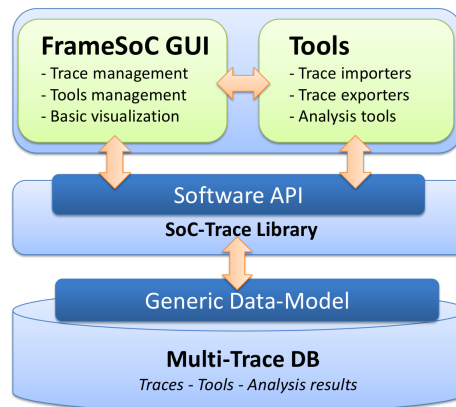 FrameSoC GUI
- Trace management
- Tools management
- Basic visualization
Tools
- Trace importers
- Trace exporters
- Analysis tools
Software API
SoC-Trace Library
Generic Data-Model
Multi-Trace DB
Traces - Tools - Analysis results